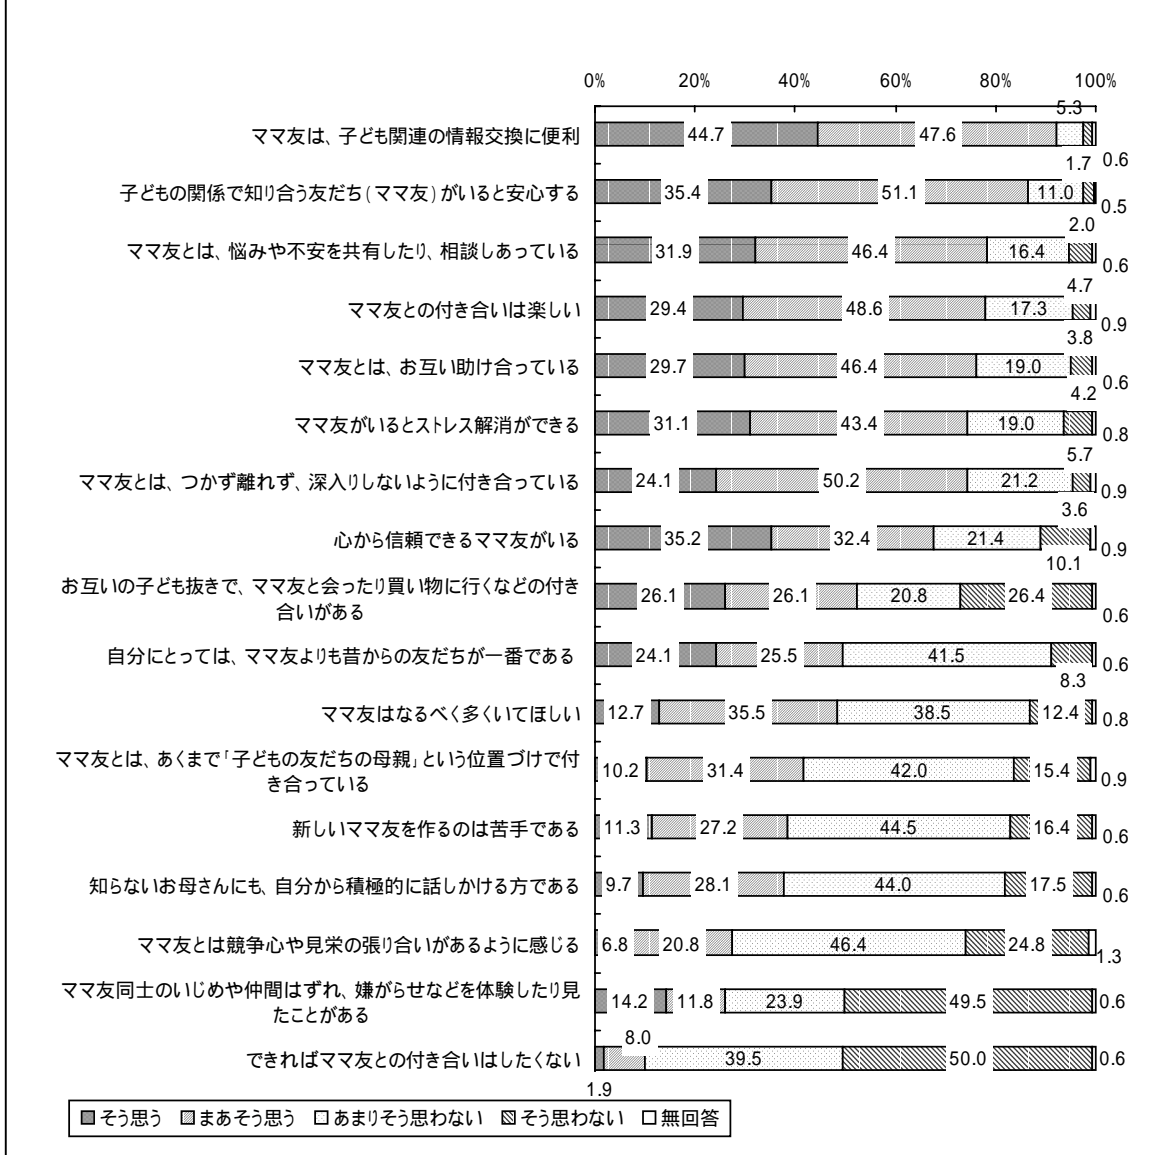 0% 20% 40% 60% 80% 100%
5.3
ママ友は、子ども関連の情報交換に便利 44.7 47.6
1.7 0.6
子どもの関係で知り合う友だち(ママ友)がいると安心する 35.4 51.1 11.0
0.5
2.0
ママ友とは、悩みや不安を共有したり、相談しあっている 31.9 46.4 16.4
0.6
4.7
ママ友との付き合いは楽しい 29.4 48.6 17.3
0.9
3.8
ママ友とは、お互い助け合っている 29.7 46.4 19.0
0.6
4.2
ママ友がいるとストレス解消ができる 31.1 43.4 19.0
0.8
5.7
ママ友とは、つかず離れず、深入りしないように付き合っている 24.1 50.2 21.2
0.9
3.6
心から信頼できるママ友がいる 35.2 32.4 21.4
0.9
10.1
お互いの子ども抜きで、ママ友と会ったり買い物に行くなどの付き
合いがある
26.1 26.1 20.8 26.4
0.6
自分にとっては、ママ友よりも昔からの友だちが一番である 24.1 25.5 41.5
0.6
8.3
ママ友はなるべく多くいてほしい 12.7 35.5 38.5 12.4
0.8
ママ友とは、あくまで「子どもの友だちの母親」という位置づけで付
き合っている
10.2 31.4 42.0 15.4
0.9
新しいママ友を作るのは苦手である 11.3 27.2 44.5 16.4
0.6
知らないお母さんにも、自分から積極的に話しかける方である 9.7 28.1 44.0 17.5
0.6
ママ友とは競争心や見栄の張り合いがあるように感じる 6.8 20.8 46.4 24.8
1.3
ママ友同士のいじめや仲間はずれ、嫌がらせなどを体験したり見
たことがある
14.2 11.8 23.9 49.5 0.6
8.0
できればママ友との付き合いはしたくない 39.5 50.0 0.6
1.9
そう思う まあそう思う あまりそう思わない そう思わない 無回答